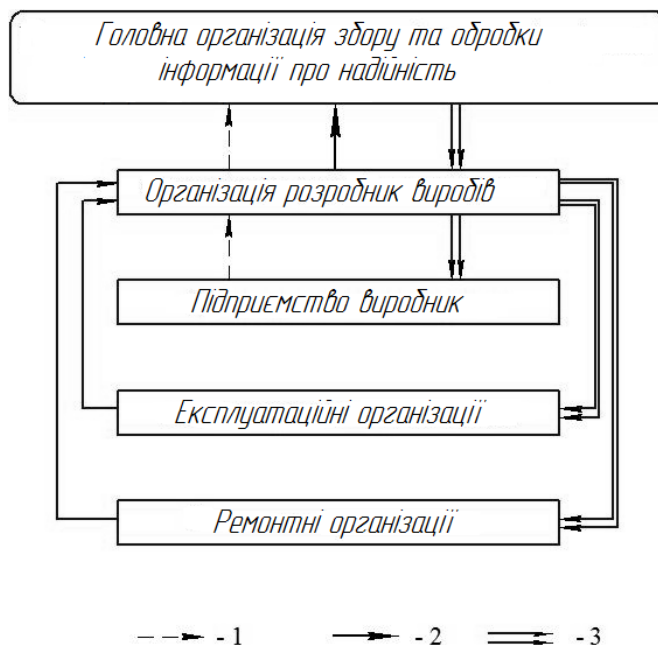 Головна організація збору та обробки
інформації про надійність
Організація розробник виробів
Підприємство виробник
Експлуатаційні організації
Ремонтні організації
- 1 - 2 - 3